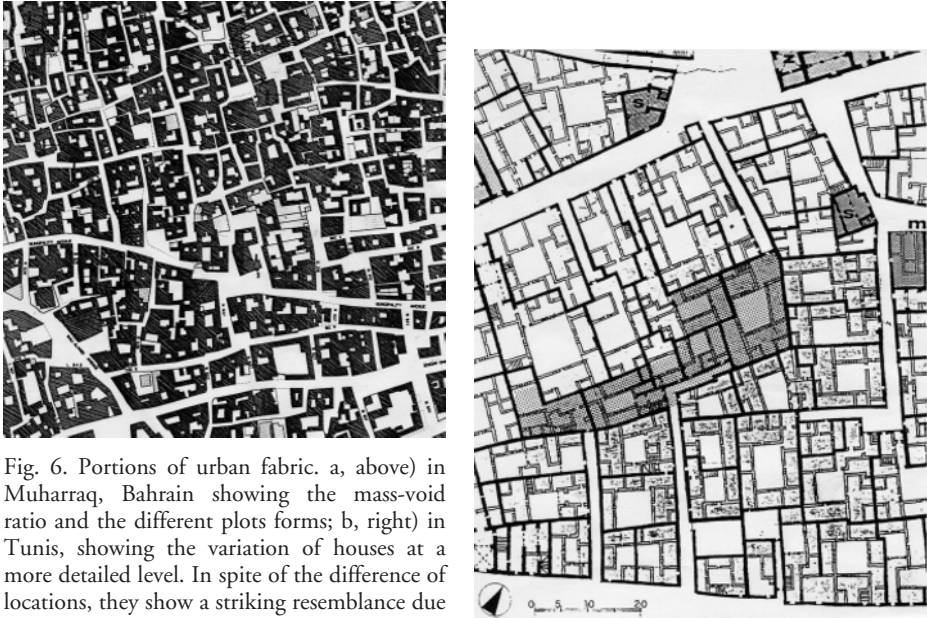 Fig. 6. Portions of urban fabric. a, above) in
Muharraq, Bahrain showing the mass-void
ratio and the different plots forms; b, right) in
Tunis, showing the variation of houses at a
more detailed level. In spite of the difference of
locations, they show a striking resemblance due
S
Z
S
E
0 5 10 20